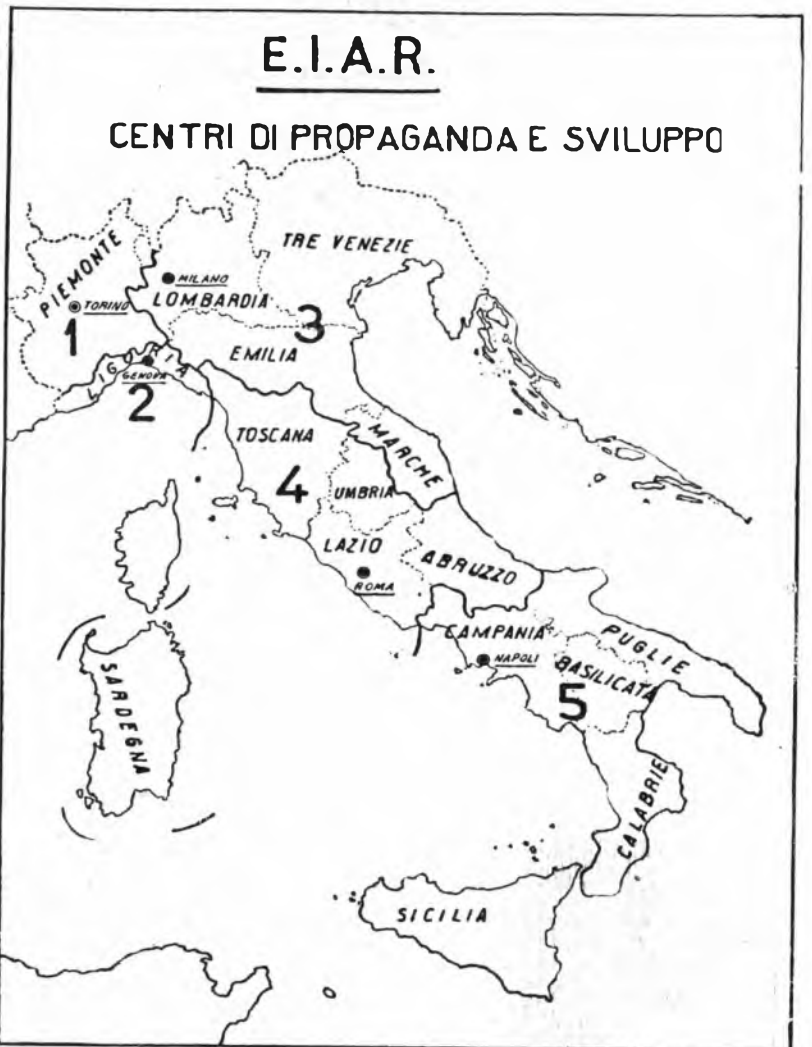 E.I.A.R.
CENTRI DI PROPAGANDA E SVILUPPO
TRE VENEZIE
PIEMONTE
MILANO
LOMBARDIA
TORINO
1
3
EMILIA
LIGURIA
GENOVA
2
TOSCANA
MARCHE
4
UMBRIA
LAZIO
ABRUZZO
ROMA
CAMPANIA
PUGLIE
NAPOLI
BASILICATA
SARDEGNA
5
CALABRIE
SICILIA